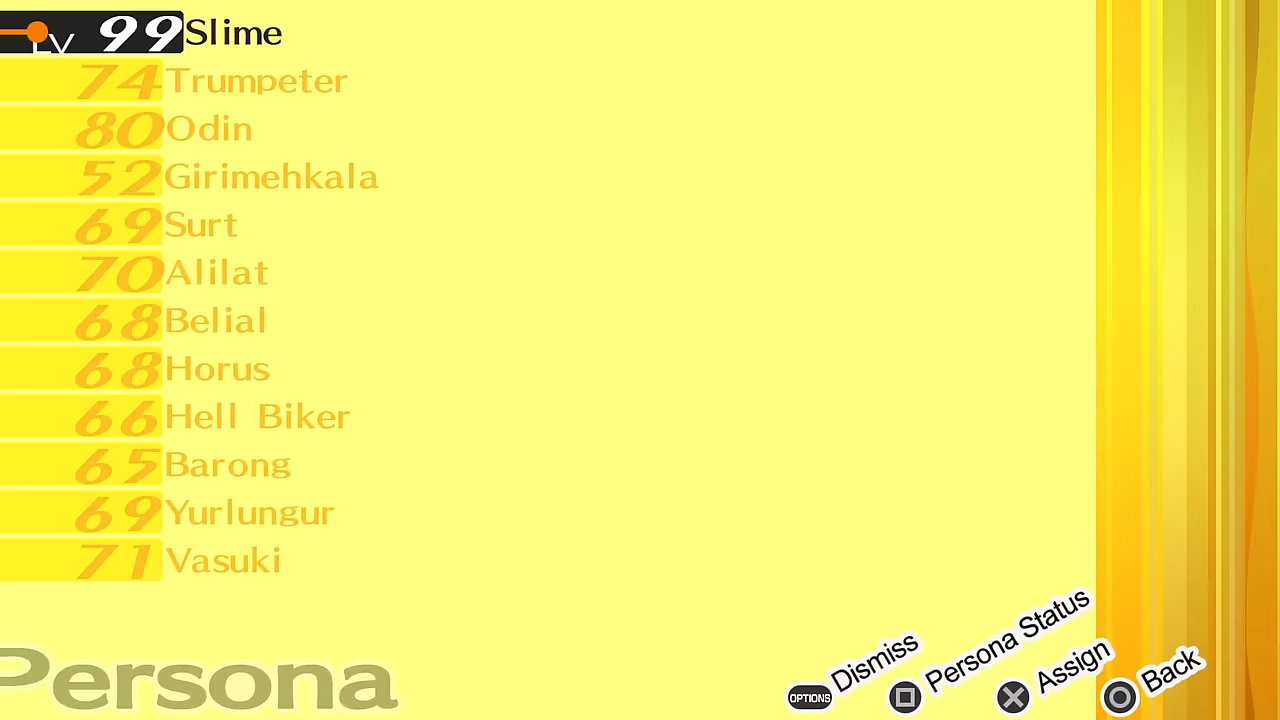 Lv 99 Slime
74 Trumpeter
80 Odin
52 Girimehkala
69 Surt
70 Alilat
68 Belial
68 Horus
66 Hell Biker
65 Barong
69 Yurlungur
71 Vasuki
Persona
OPTIONS Dismiss
Persona Status
Assign
Back